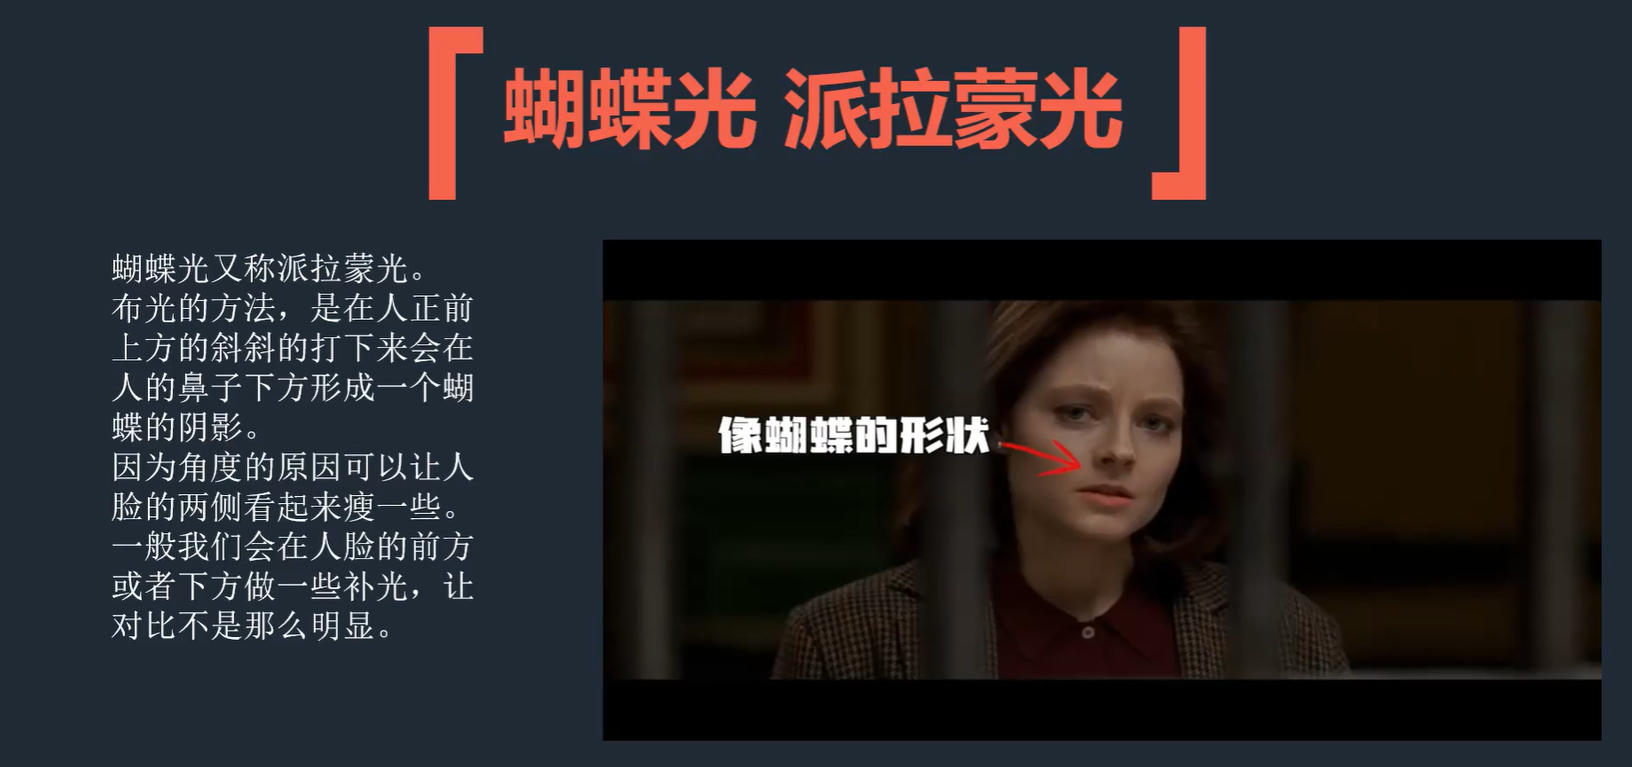 蝴蝶光 派拉蒙光
蝴蝶光又称派拉蒙光。
布光的方法，是在人正前
上方的斜斜的打下来会在
人的鼻子下方形成一个蝴
蝶的阴影。
因为角度的原因可以让人
脸的两侧看起来瘦一些。
一般我们会在人脸的前方
或者下方做一些补光，让
对比不是那么明显。
像蝴蝶的形状